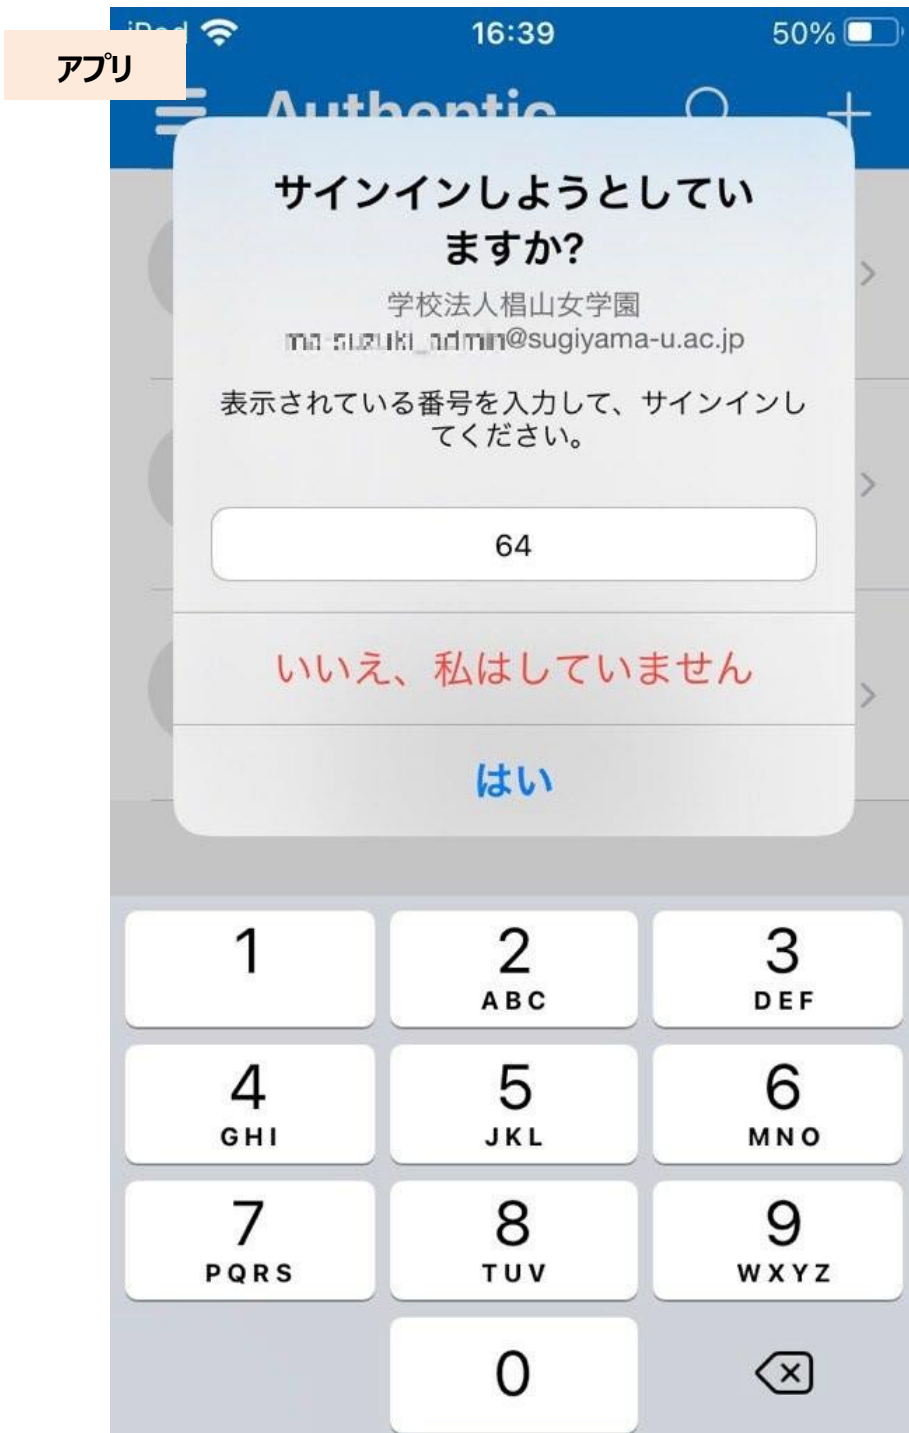 iPod 16:39 50%
アプリ
Authentic
サインインしようとしてい
ますか?
学校法人椙山女学園
@sugiyama-u.ac.jp
表示されている番号を入力して、サインインし
てください。
64
いいえ、私はしていません
はい
1 2 3
ABC DEF
4 5 6
GHI JKL MNO
7 8 9
PQRS TUV WXYZ
0